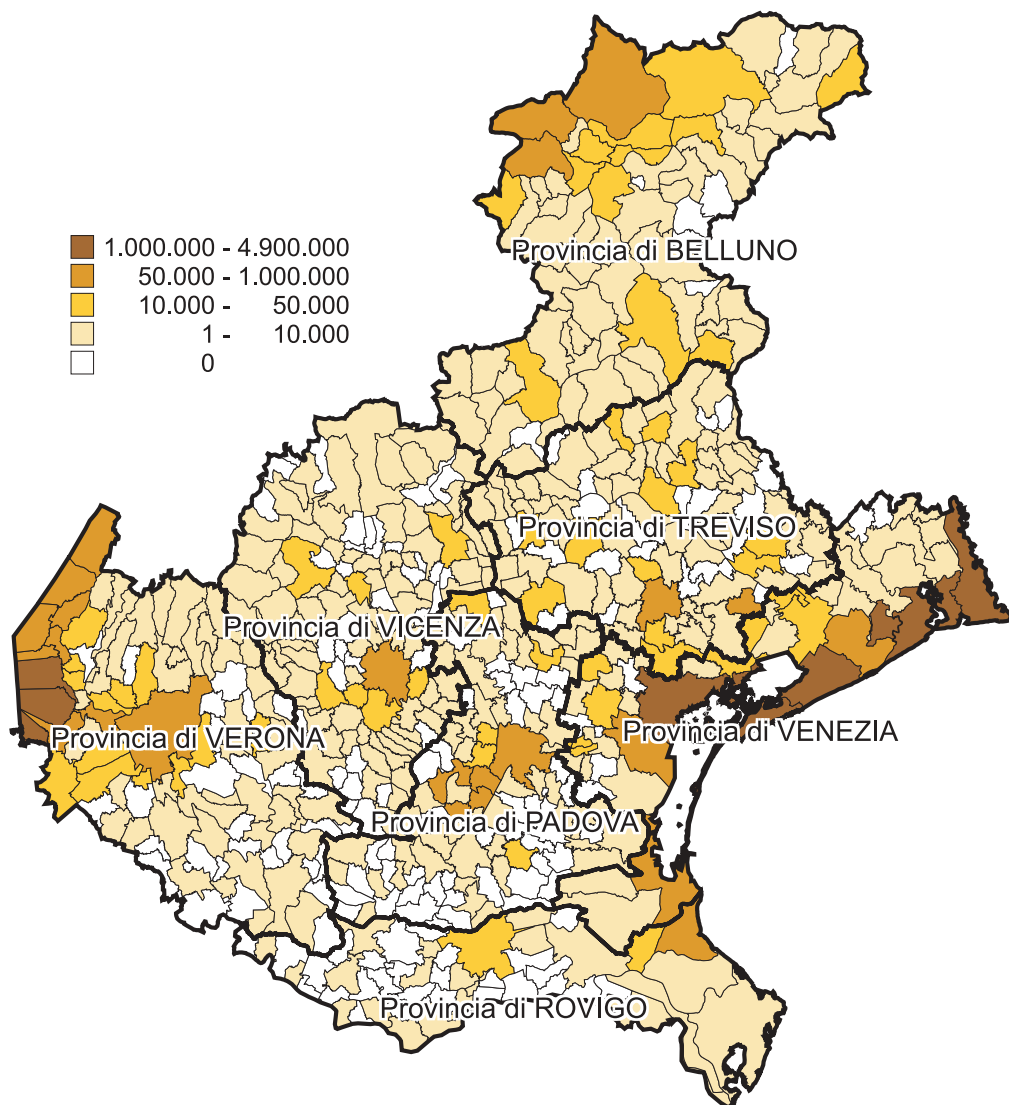 1.000.000 - 4.900.000
50.000 - 1.000.000
10.000 - 50.000
1 - 10.000
0
Provincia di BELLUNO
Provincia di TREVISO
Provincia di VICENZA
Provincia di VERONA
Provincia di VENEZIA
Provincia di PADOVA
Provincia di ROVIGO